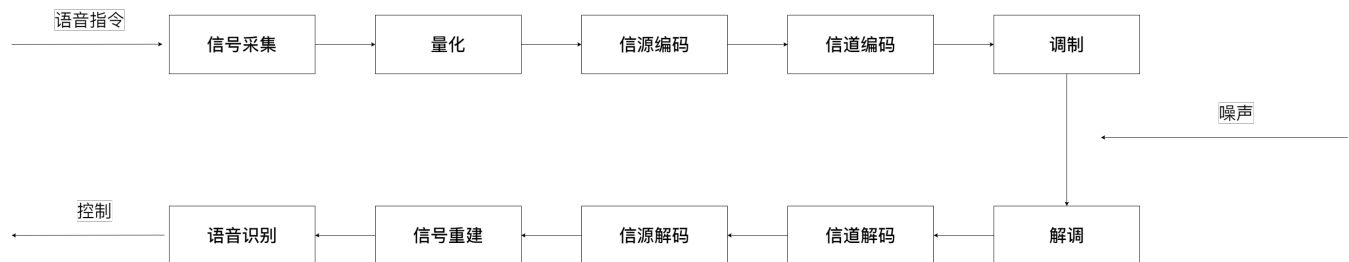 语音指令
信号采集
量化
信源编码
信道编码
调制
噪声
控制
语音识别
信号重建
信源解码
信道解码
解调